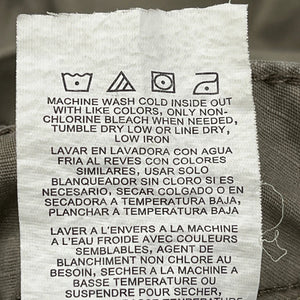 MACHINE WASH COLD INSIDE OUT
WITH LIKE COLORS, ONLY NON-
CHLORINE BLEACH WHEN NEEDED,
TUMBLE DRY LOW OR LINE DRY,
LOW IRON
LAVAR EN LAVADORA CON AGUA
FRIA AL REVES CON COLORES
SIMILARES, USAR SOLO
BLANQUEADOR SIN CLORO SI ES
NECESARIO, SECAR COLGADO O EN
SECADORA A TEMPERATURA BAJA,
PLANCHAR A TEMPERATURA BAJA,
LAVER A L'ENVERS A LA MACHINE
A L'EAU FROIDE AVEC COULEURS
SEMBLABLES, AGENT DE
BLANCHIMENT NON CHLORE AU
BESOIN, SECHER A LA MACHINE A
BASSE TEMPERATURE OU
SUSPENDRE POUR SECHER,